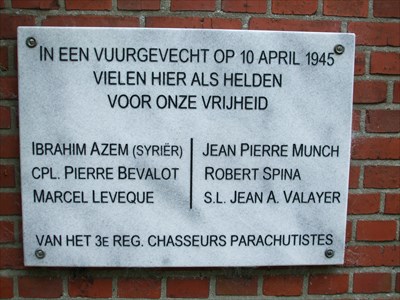 IN EEN VUURGEVECHT OP 10 APRIL 1945
VIELEN HIER ALS HELDEN
VOOR ONZE VRIJHEID
IBRAHIM AZEM (SYRIËR)
CPL. PIERRE BEVALOT
MARCEL LEVEQUE
JEAN PIERRE MUNCH
ROBERT SPINA
S.L. JEAN A. VALAYER
VAN HET 3E REG. CHASSEURS PARACHUTISTES